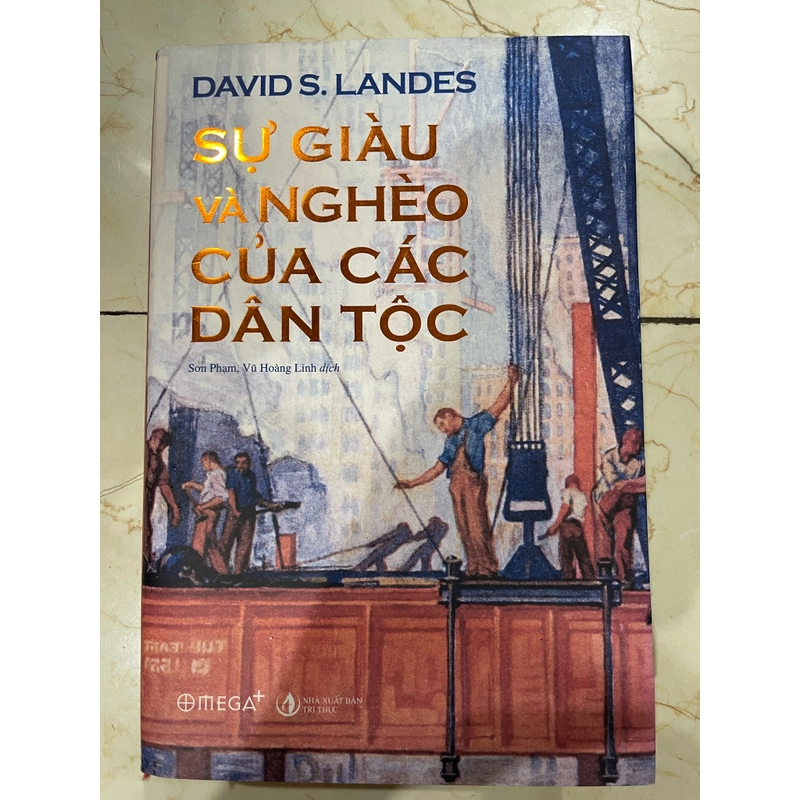 DAVID S. LANDES
SỰ GIÀU
VÀ NGHÈO
CỦA CÁC
DÂN TỘC
Sơn Phạm, Vũ Hoàng Linh dịch
OMEGA+
NHÀ XUẤT BẢN
TRI THỨC